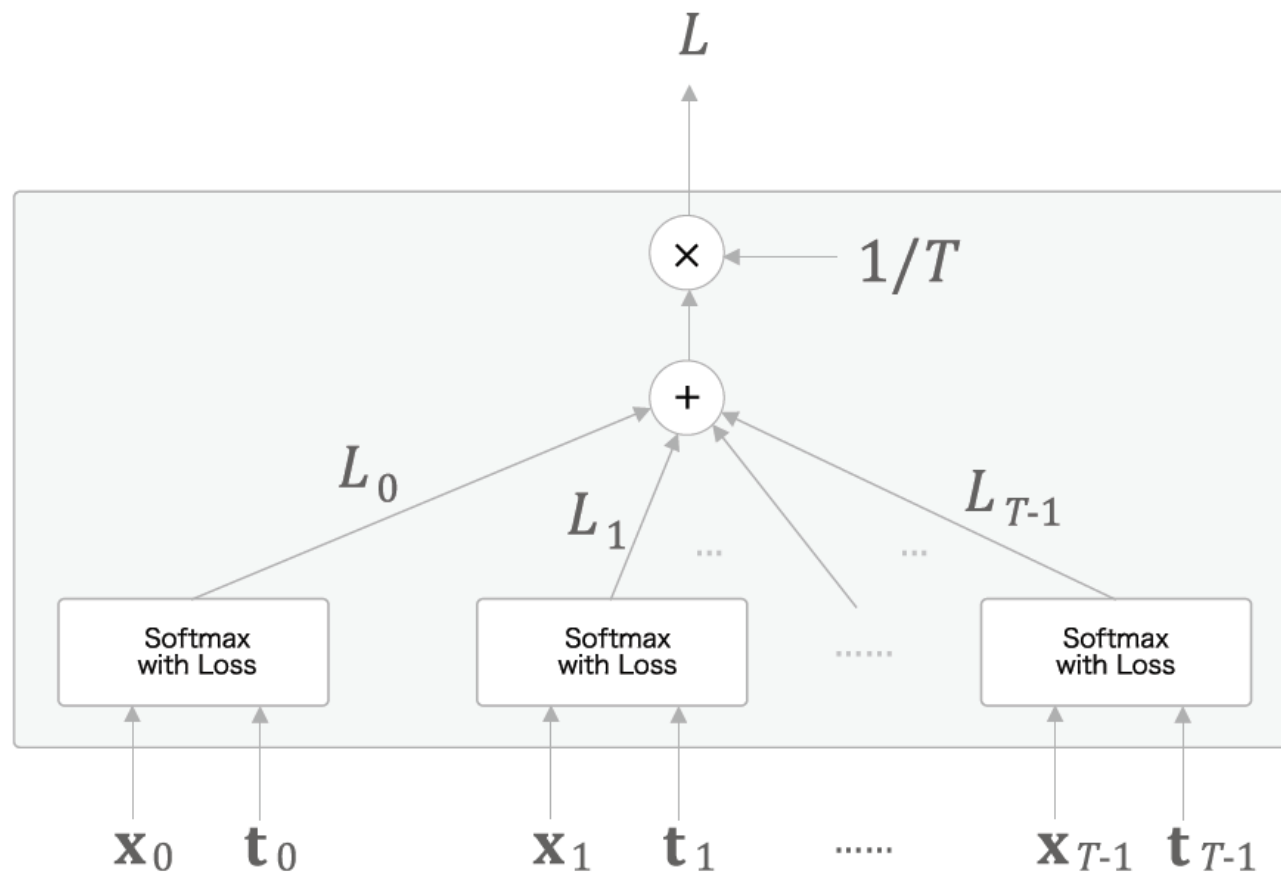 L
×
1/T
+
L0
L1
LT-1
... ...
Softmax
with Loss
Softmax
with Loss
......
Softmax
with Loss
x0 t0 x1 t1 ...... xT-1 tT-1